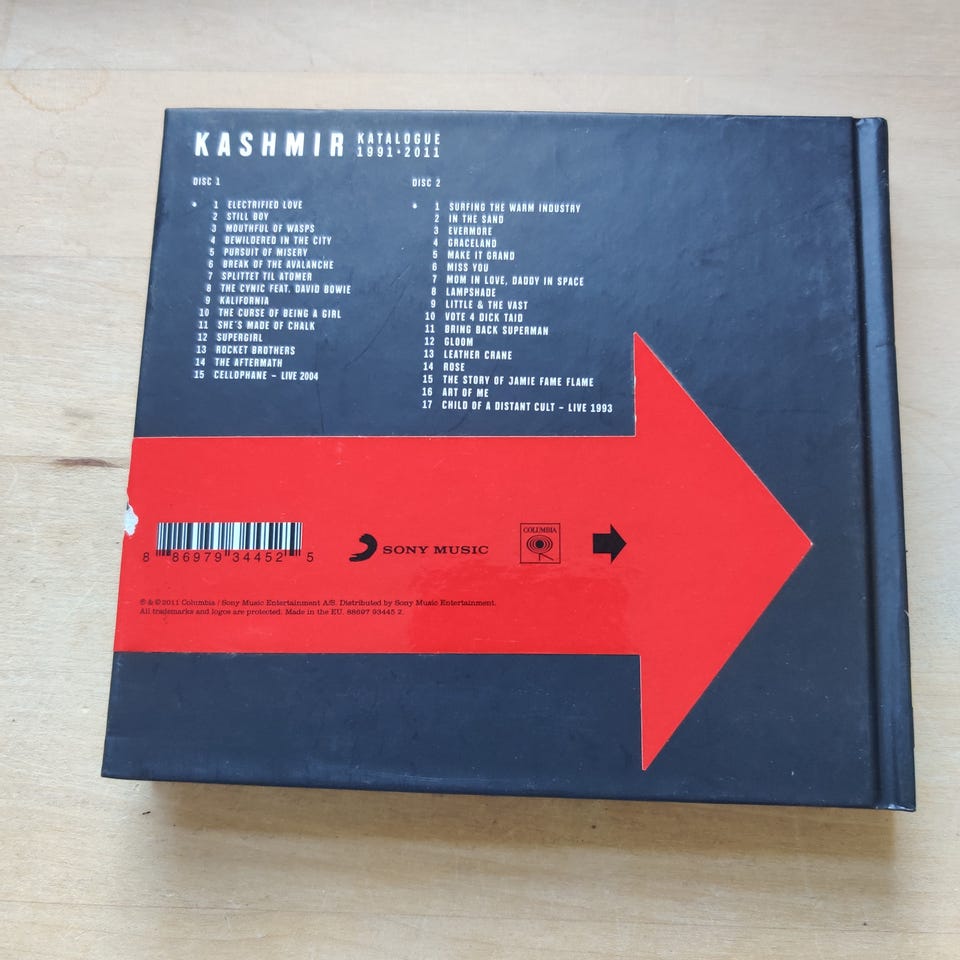 KASHMIR KATALOGUE
1991•2011
DISC 1
• 1 ELECTRIFIED LOVE
2 STILL BOY
3 MOUTHFUL OF WASPS
4 BEWILDERED IN THE CITY
5 PURSUIT OF MISERY
6 BREAK OF THE AVALANCHE
7 SPLITTET TIL ATOMER
8 THE CYNIC FEAT. DAVID BOWIE
9 KALIFORNIA
10 THE CURSE OF BEING A GIRL
11 SHE'S MADE OF CHALK
12 SUPERGIRL
13 ROCKET BROTHERS
14 THE AFTERMATH
15 CELLOPHANE – LIVE 2004
DISC 2
• 1 SURFING THE WARM INDUSTRY
2 IN THE SAND
3 EVERMORE
4 GRACELAND
5 MAKE IT GRAND
6 MISS YOU
7 MOM IN LOVE, DADDY IN SPACE
8 LAMPSHADE
9 LITTLE & THE VAST
10 VOTE 4 DICK TAID
11 BRING BACK SUPERMAN
12 GLOOM
13 LEATHER CRANE
14 ROSE
15 THE STORY OF JAMIE FAME FLAME
16 ART OF ME
17 CHILD OF A DISTANT CULT – LIVE 1993
8 86979 34452 5
SONY MUSIC
COLUMBIA
℗ & © 2011 Columbia / Sony Music Entertainment A/S. Distributed by Sony Music Entertainment.
All trademarks and logos are protected. Made in the EU. 88697 93445 2.